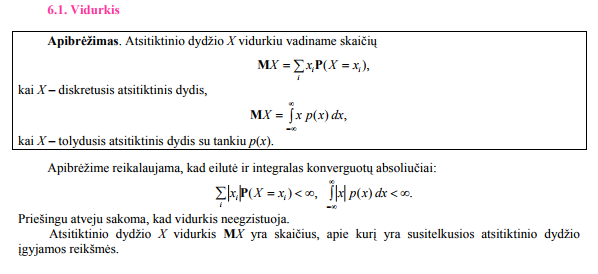 6.1. Vidurkis
Apibrėžimas. Atsitiktinio dydžio X vidurkiu vadiname skaičių
MX = ∑ᵢ xᵢP(X = xᵢ),
kai X – diskretusis atsitiktinis dydis,
MX = ∫_{-∞}^{∞} x p(x) dx,
kai X – tolydusis atsitiktinis dydis su tankiu p(x).
Apibrėžime reikalaujama, kad eilutė ir integralas konverguotų absoliučiai:
∑ᵢ |xᵢ|P(X = xᵢ) < ∞, ∫_{-∞}^{∞} |x| p(x) dx < ∞.
Priešingu atveju sakoma, kad vidurkis neegzistuoja.
Atsitiktinio dydžio X vidurkis MX yra skaičius, apie kurį yra susitelkusios atsitiktinio dydžio
įgyjamos reikšmės.